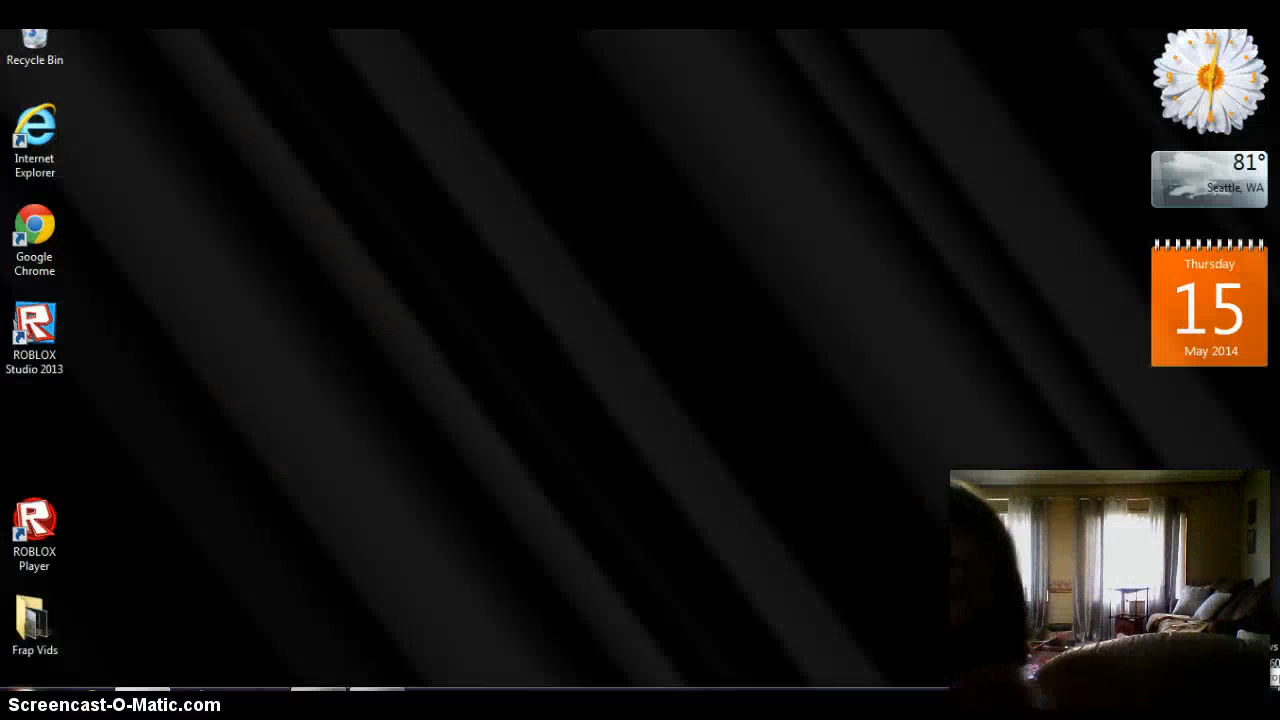 Recycle Bin
Internet
Explorer
Google
Chrome
ROBLOX
Studio 2013
ROBLOX
Player
Frap Vids
12
81°
Seattle, WA
Thursday
15
May 2014
Screencast-O-Matic.com